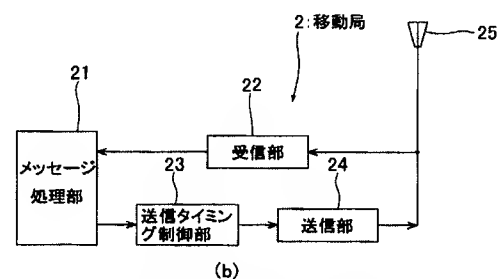 2:移動局
25
21
22
メッセージ
処理部
受信部
23
24
送信タイミン
グ制御部
送信部
(b)